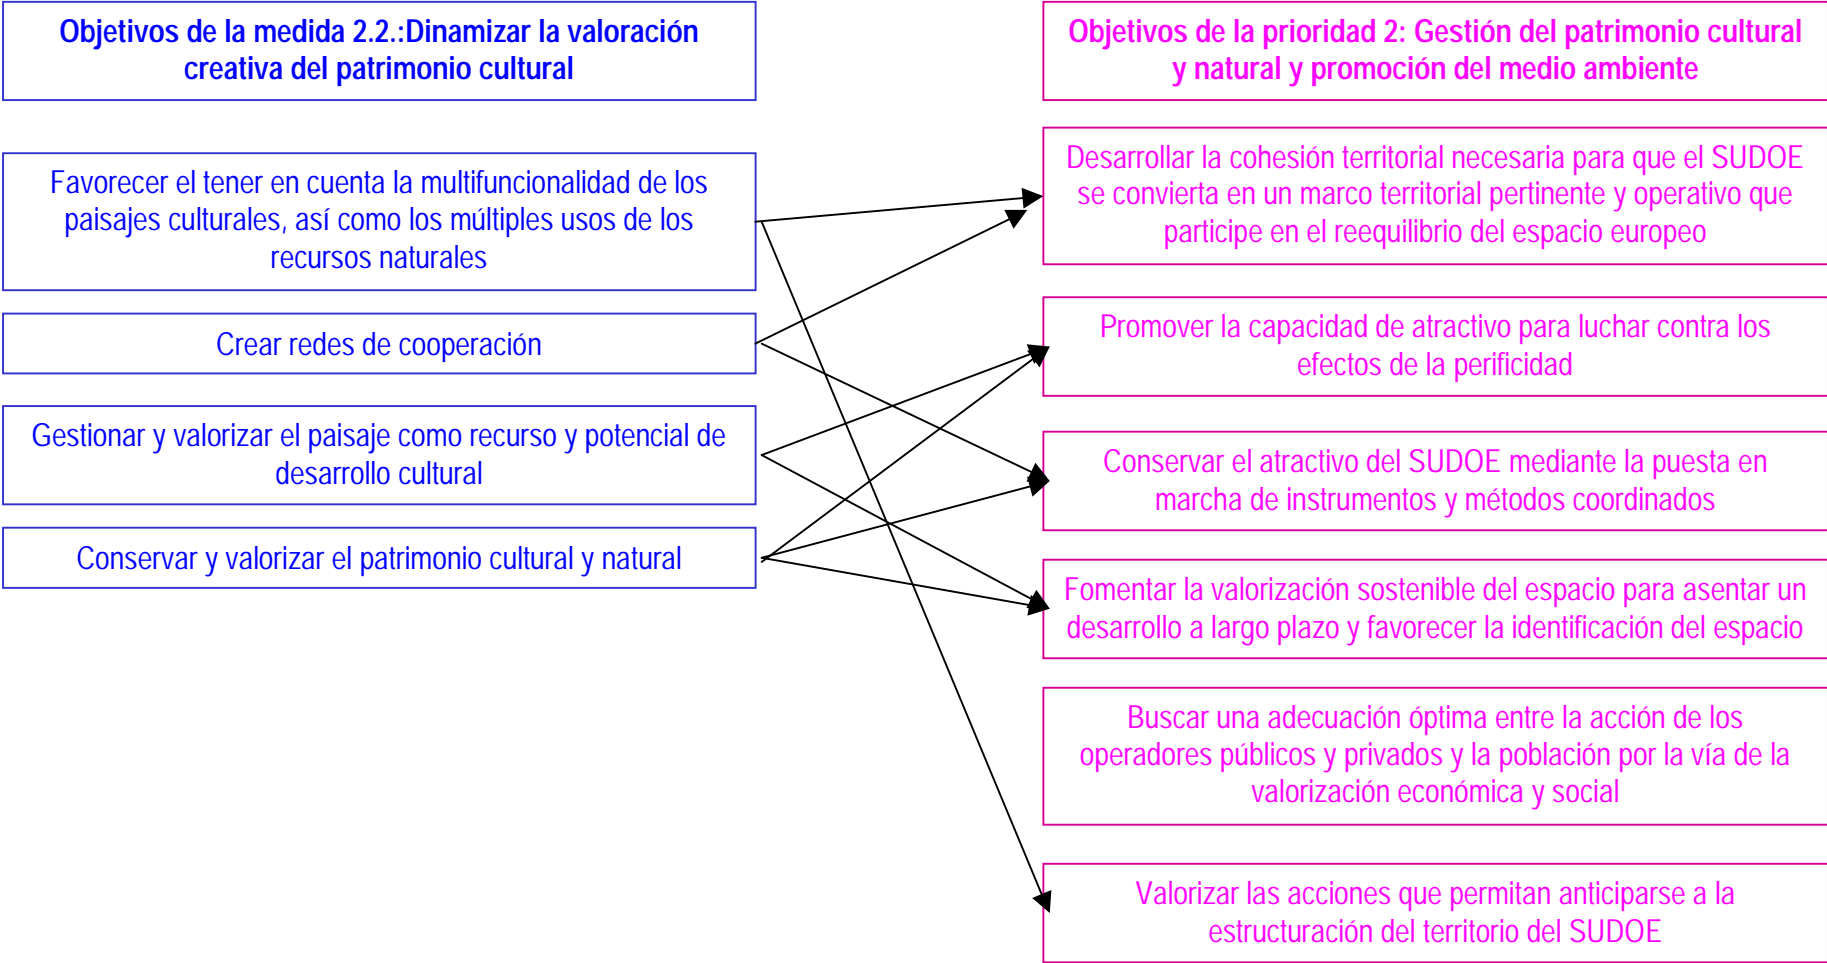 Objetivos de la medida 2.2.:Dinamizar la valoración
creativa del patrimonio cultural
Favorecer el tener en cuenta la multifuncionalidad de los
paisajes culturales, así como los múltiples usos de los
recursos naturales
Crear redes de cooperación
Gestionar y valorizar el paisaje como recurso y potencial de
desarrollo cultural
Conservar y valorizar el patrimonio cultural y natural
Objetivos de la prioridad 2: Gestión del patrimonio cultural
y natural y promoción del medio ambiente
Desarrollar la cohesión territorial necesaria para que el SUDOE
se convierta en un marco territorial pertinente y operativo que
participe en el reequilibrio del espacio europeo
Promover la capacidad de atractivo para luchar contra los
efectos de la perificidad
Conservar el atractivo del SUDOE mediante la puesta en
marcha de instrumentos y métodos coordinados
Fomentar la valorización sostenible del espacio para asentar un
desarrollo a largo plazo y favorecer la identificación del espacio
Buscar una adecuación óptima entre la acción de los
operadores públicos y privados y la población por la vía de la
valorización económica y social
Valorizar las acciones que permitan anticiparse a la
estructuración del territorio del SUDOE